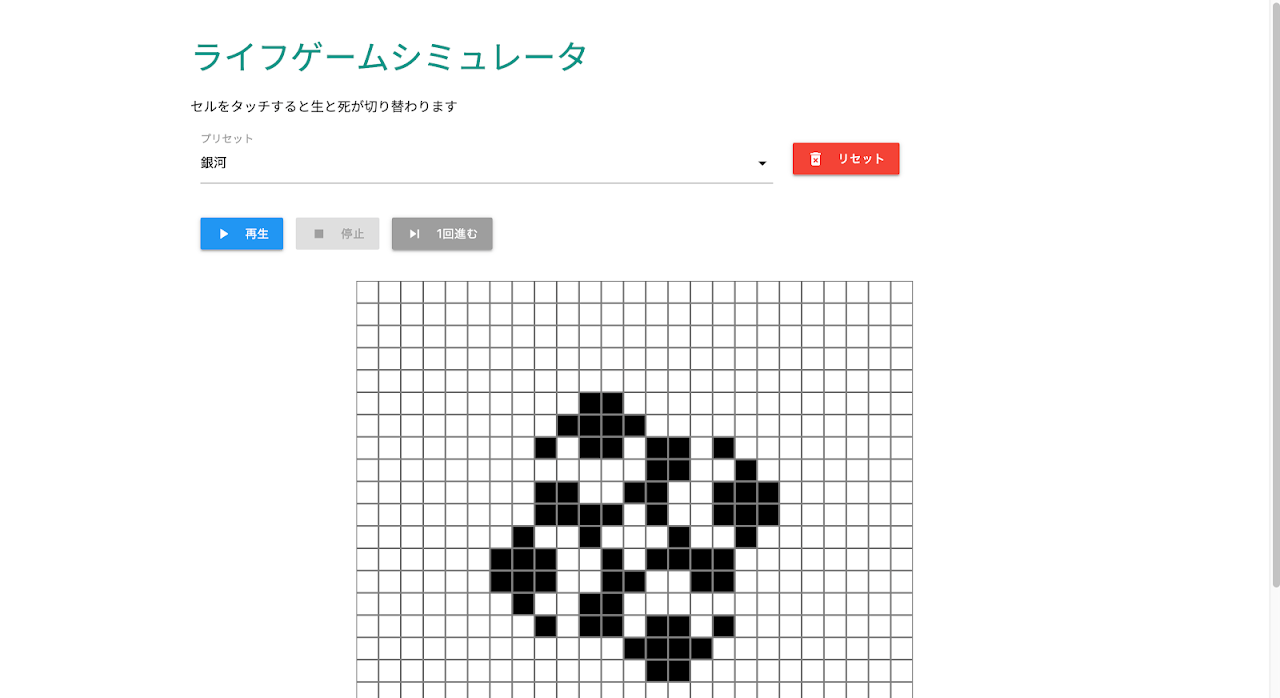 ライフゲームシミュレータ
セルをタッチすると生と死が切り替わります
プリセット
銀河
リセット
再生 停止 1回進む